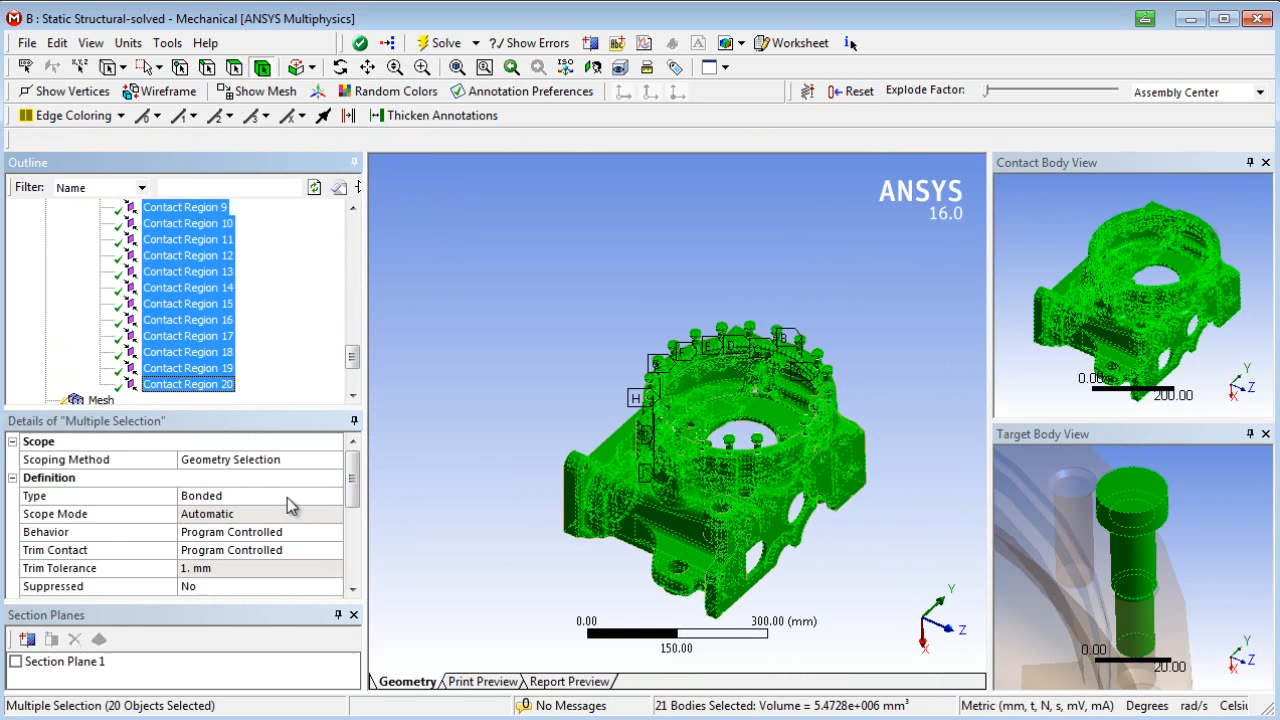 B : Static Structural-solved - Mechanical [ANSYS Multiphysics]
File Edit View Units Tools Help Solve ?/ Show Errors Worksheet
Show Vertices Wireframe Show Mesh Random Colors Annotation Preferences Reset Explode Factor: Assembly Center
Edge Coloring Thicken Annotations
Outline
Filter: Name
Contact Region 9
Contact Region 10
Contact Region 11
Contact Region 12
Contact Region 13
Contact Region 14
Contact Region 15
Contact Region 16
Contact Region 17
Contact Region 18
Contact Region 19
Contact Region 20
Mesh
Details of "Multiple Selection"
Scope
Scoping Method Geometry Selection
Definition
Type Bonded
Scope Mode Automatic
Behavior Program Controlled
Trim Contact Program Controlled
Trim Tolerance 1. mm
Suppressed No
Section Planes
Section Plane 1
ANSYS
16.0
B
D
E
F
H
0.00 300.00 (mm)
150.00
Y
Z
X
Geometry Print Preview Report Preview
Contact Body View
0.00
200.00
Y
Z
X
Target Body View
0.00
20.00
Y
Z
X
Multiple Selection (20 Objects Selected) 0 No Messages 21 Bodies Selected: Volume = 5.4728e+006 mm³ Metric (mm, t, N, s, mV, mA) Degrees rad/s Celsi